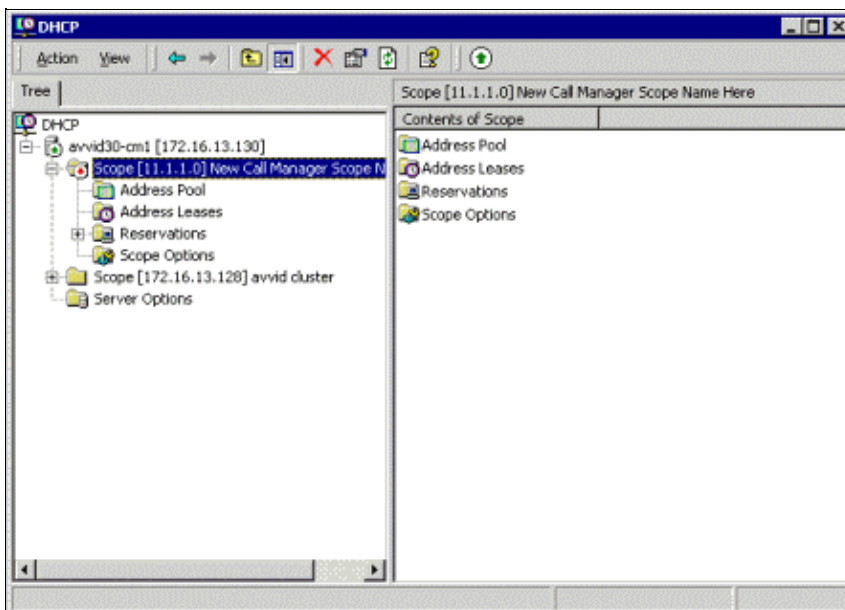 DHCP
Action View
Tree
Scope [11.1.1.0] New Call Manager Scope Name Here
DHCP
avvid30-cm1 [172.16.13.130]
Scope [11.1.1.0] New Call Manager Scope N
Address Pool
Address Leases
Reservations
Scope Options
Scope [172.16.13.128] avvid cluster
Server Options
Contents of Scope
Address Pool
Address Leases
Reservations
Scope Options